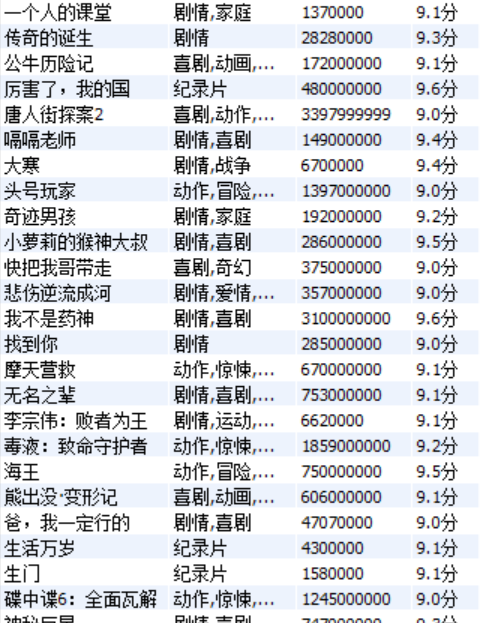 一个人的课堂 剧情,家庭 1370000 9.1分
传奇的诞生 剧情 28280000 9.3分
公牛历险记 喜剧,动画,... 172000000 9.1分
厉害了，我的国 纪录片 480000000 9.6分
唐人街探案2 喜剧,动作,... 3397999999 9.0分
嗝嗝老师 剧情,喜剧 149000000 9.4分
大寒 剧情,战争 6700000 9.4分
头号玩家 动作,冒险,... 1397000000 9.0分
奇迹男孩 剧情,家庭 192000000 9.2分
小萝莉的猴神大叔 剧情,喜剧 286000000 9.5分
快把我哥带走 喜剧,奇幻 375000000 9.0分
悲伤逆流成河 剧情,爱情,... 357000000 9.0分
我不是药神 剧情,喜剧 3100000000 9.6分
找到你 剧情 285000000 9.0分
摩天营救 动作,惊悚,... 670000000 9.1分
无名之辈 剧情,喜剧,... 753000000 9.1分
李宗伟：败者为王 剧情,运动,... 6620000 9.1分
毒液：致命守护者 动作,惊悚,... 1859000000 9.2分
海王 动作,冒险,... 750000000 9.5分
熊出没·变形记 喜剧,动画,... 606000000 9.1分
爸，我一定行的 剧情,喜剧 47070000 9.0分
生活万岁 纪录片 4300000 9.1分
生门 纪录片 1580000 9.1分
碟中谍6：全面瓦解 动作,惊悚,... 1245000000 9.0分